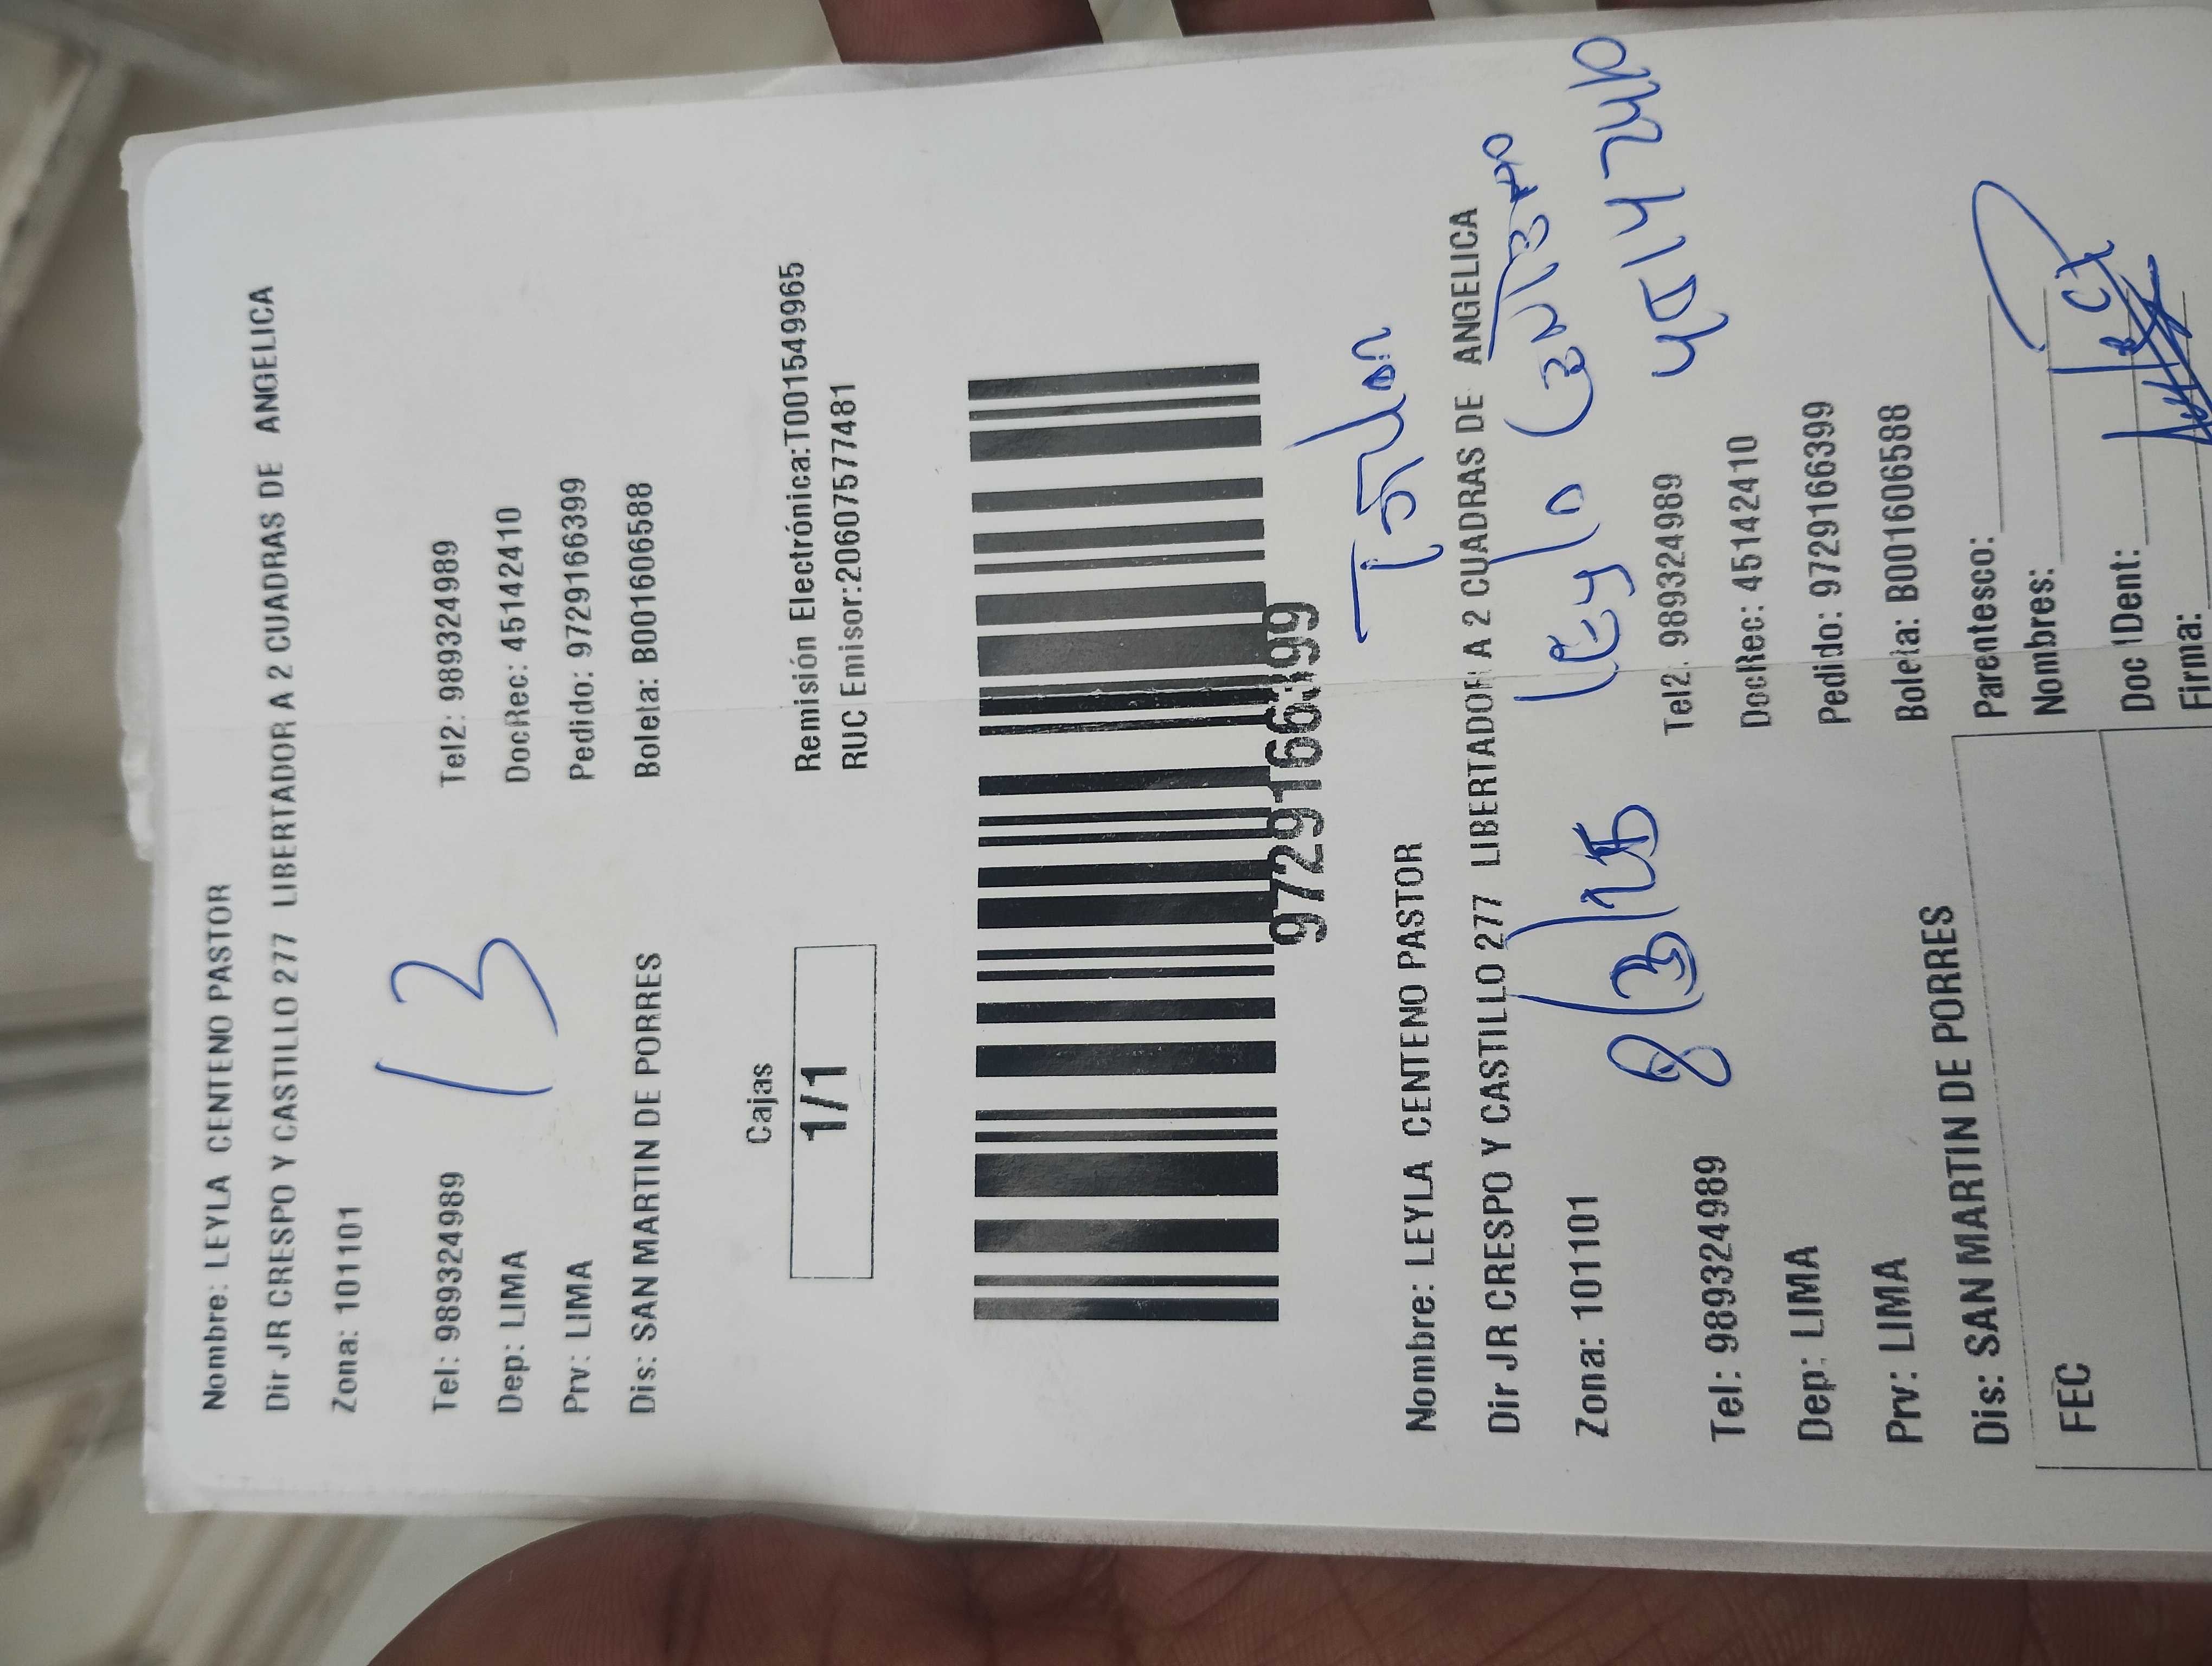 Nombre: LEYLA CENTENO PASTOR
Dir JR CRESPO Y CASTILLO 277 LIBERTADOR A 2 CUADRAS DE ANGELICA
Zona: 101101
Tel: 989324989 Tel2: 989324989
13
Dep: LIMA DocRec: 45142410
Prv: LIMA Pedido: 9729166399
Dis: SAN MARTIN DE PORRES Boleta: B001606588
Cajas Remisión Electrónica:T001549965
1/1 RUC Emisor:20607577481
9729166399
Nombre: LEYLA CENTENO PASTOR
Dir JR CRESPO Y CASTILLO 277 LIBERTADOR A 2 CUADRAS DE ANGELICA
Zona: 101101 Leyla Centeno
8/3/25 45142410
Tel: 989324989 Tel2: 989324989
Dep: LIMA DocRec: 45142410
Prv: LIMA Pedido: 9729166399
Dis: SAN MARTIN DE PORRES Boleta: B001606588
FEC Parentesco:
Nombres:
Doc IDent:
Firma: